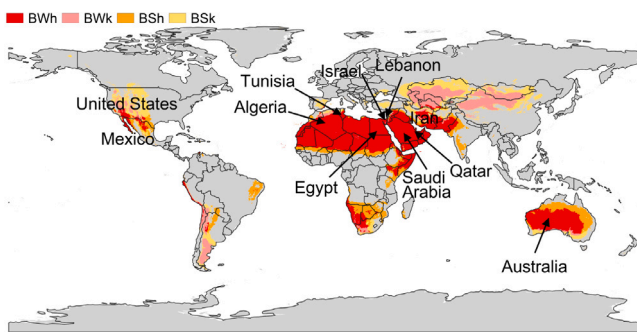 BWh BWk BSh BSk
Israel
Lebanon
Tunisia
United States
Algeria
Iran
Mexico
Qatar
Egypt
Saudi
Arabia
Australia